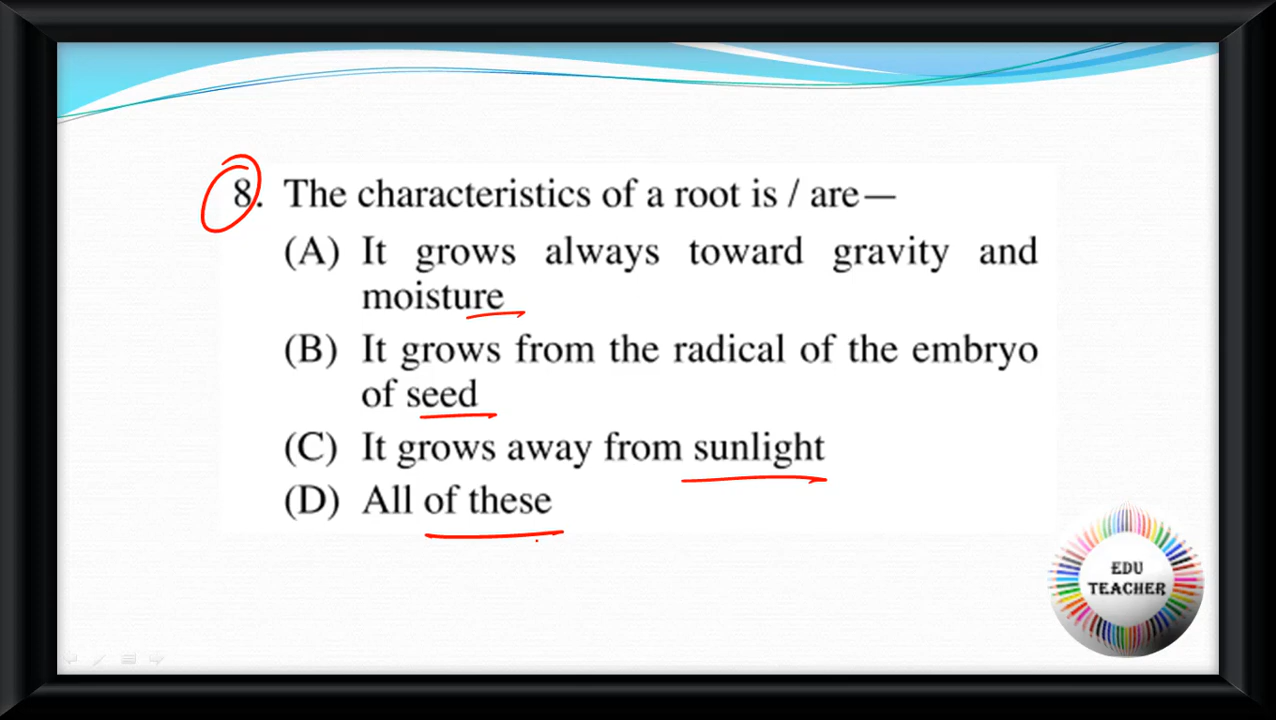 8. The characteristics of a root is / are—
(A) It grows always toward gravity and
moisture
(B) It grows from the radical of the embryo
of seed
(C) It grows away from sunlight
(D) All of these
EDU
TEACHER